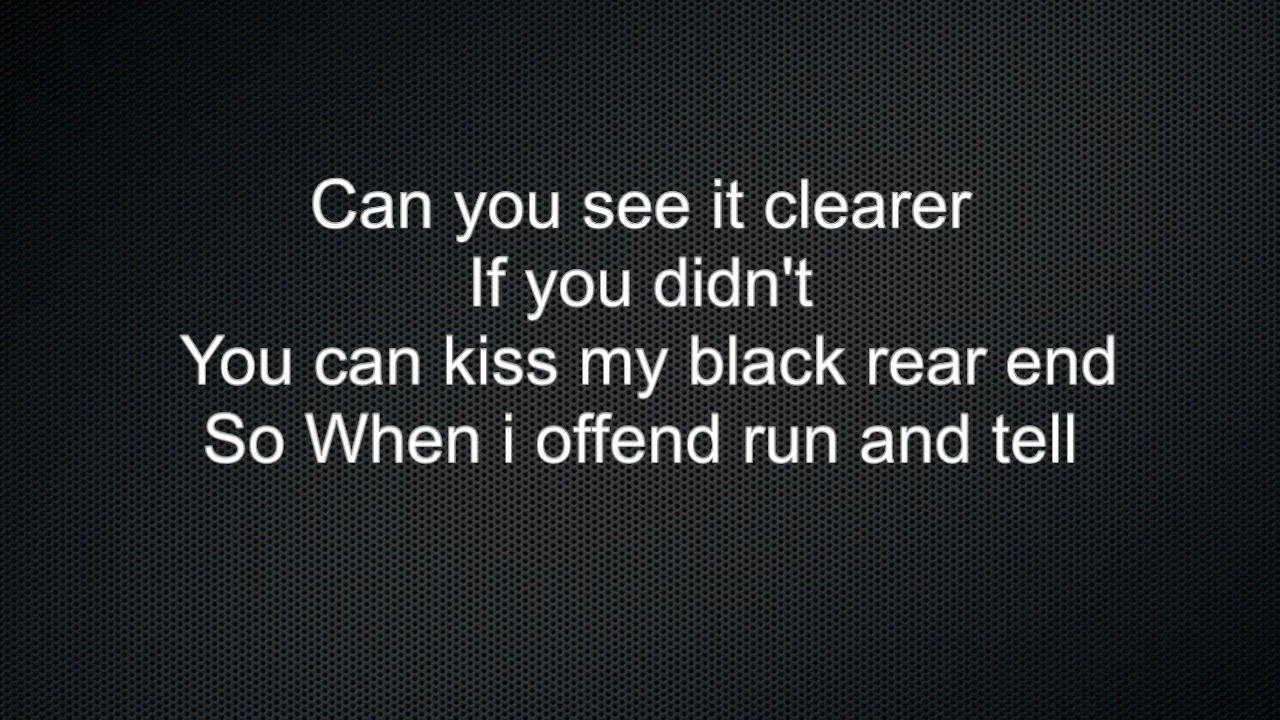 Can you see it clearer
If you didn't
You can kiss my black rear end
So When i offend run and tell